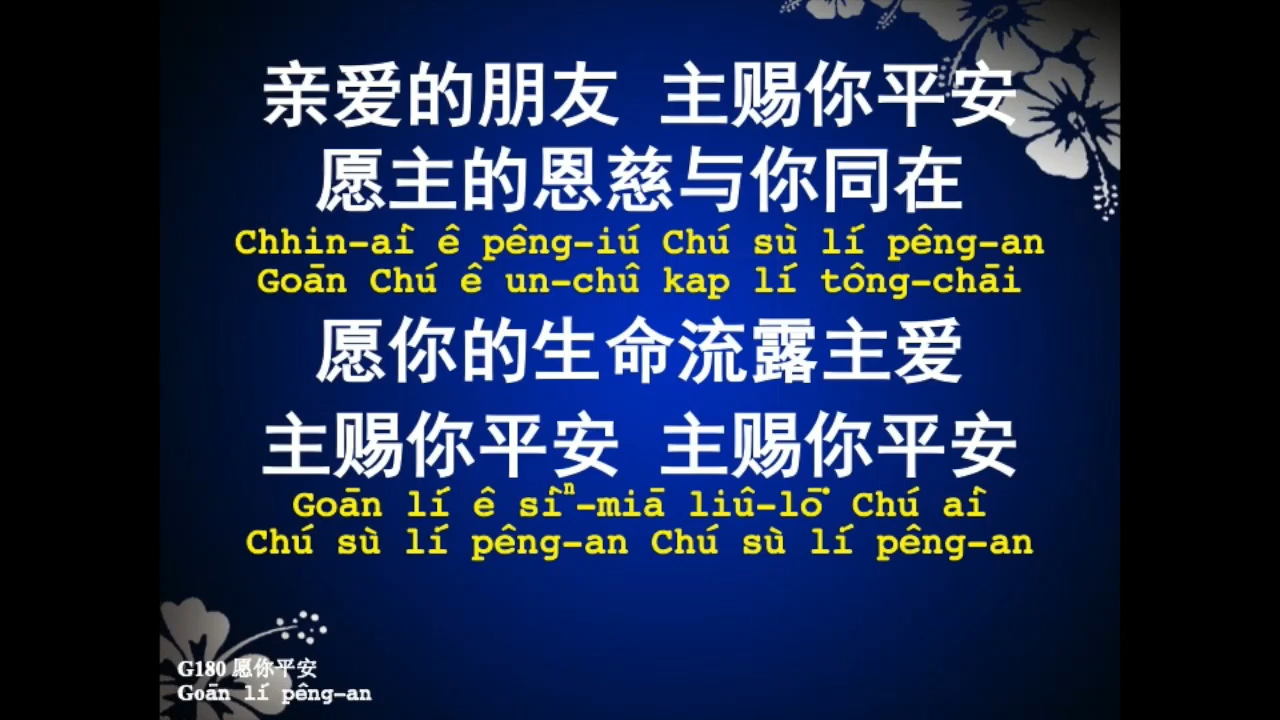 亲爱的朋友 主赐你平安
愿主的恩慈与你同在
Chhin-aì ê pêng-iú Chú sù lí pêng-an
Goān Chú ê un-chû kap lí tông-chāi
愿你的生命流露主爱
主赐你平安 主赐你平安
Goān lí ê sìⁿ-miā liû-lō͘ Chú aì
Chú sù lí pêng-an Chú sù lí pêng-an
G180 愿你平安
Goān lí pêng-an